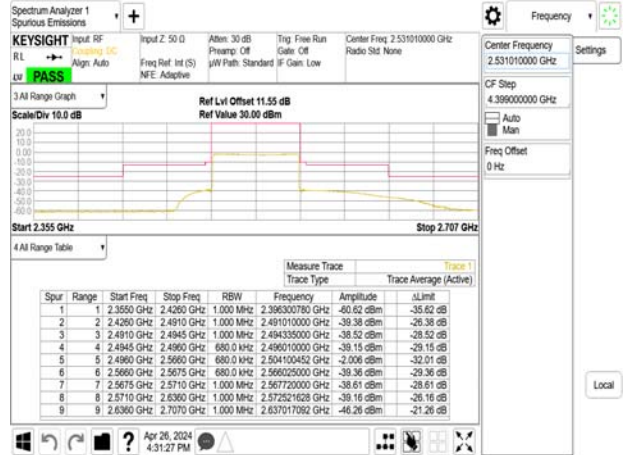 Spectrum Analyzer 1
Spurious Emissions
Frequency
KEYSIGHT
Input: RF
Coupling: DC
Align: Auto
Input Z: 50 Ω
Freq Ref: Int (S)
NFE: Adaptive
Atten: 30 dB
Preamp: Off
µW Path: Standard
Trig: Free Run
Gate: Off
IF Gain: Low
Center Freq: 2.531010000 GHz
Radio Std: None
RL
PASS
Center Frequency
2.531010000 GHz
Settings
CF Step
4.399000000 GHz
Auto
Man
Freq Offset
0 Hz
Local
3 All Range Graph
Scale/Div 10.0 dB
Ref Lvl Offset 11.55 dB
Ref Value 30.00 dBm
20.0
10.0
0.00
-10.0
-20.0
-30.0
-40.0
-50.0
-60.0
Start 2.355 GHz
Stop 2.707 GHz
4 All Range Table
Measure Trace Trace 1
Trace Type Trace Average (Active)
Spur Range Start Freq Stop Freq RBW Frequency Amplitude ΔLimit
1 1 2.3550 GHz 2.4260 GHz 1.000 MHz 2.396300780 GHz -60.62 dBm -35.62 dB
2 2 2.4260 GHz 2.4910 GHz 1.000 MHz 2.491010000 GHz -39.38 dBm -26.38 dB
3 3 2.4910 GHz 2.4945 GHz 1.000 MHz 2.494335000 GHz -38.52 dBm -28.52 dB
4 4 2.4945 GHz 2.4960 GHz 680.0 kHz 2.496010000 GHz -39.15 dBm -29.15 dB
5 5 2.4960 GHz 2.5660 GHz 680.0 kHz 2.504100452 GHz -2.006 dBm -32.01 dB
6 6 2.5660 GHz 2.5675 GHz 680.0 kHz 2.566025000 GHz -39.36 dBm -29.36 dB
7 7 2.5675 GHz 2.5710 GHz 1.000 MHz 2.567720000 GHz -38.61 dBm -28.61 dB
8 8 2.5710 GHz 2.6360 GHz 1.000 MHz 2.572521628 GHz -39.16 dBm -26.16 dB
9 9 2.6360 GHz 2.7070 GHz 1.000 MHz 2.637017092 GHz -46.26 dBm -21.26 dB
Apr 26, 2024
4:31:27 PM